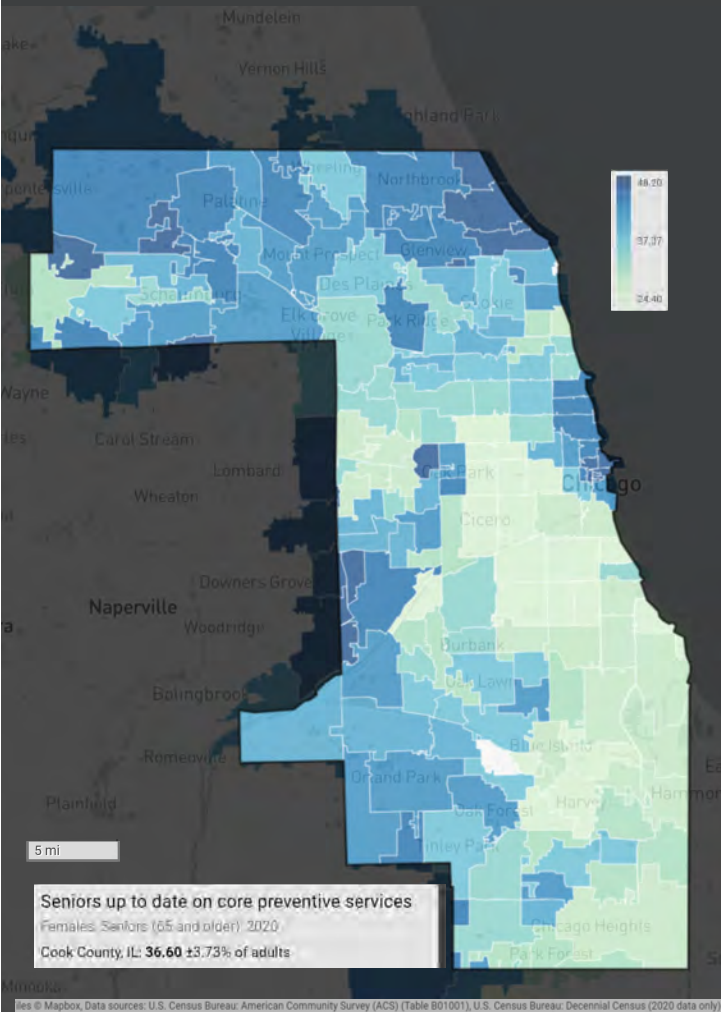 Mundelein
Vernon Hills
ghland Park
pentersville
Wheeling
Northbrook
Palatine
48.20
37.37
24.40
Mount Prospect
Glenview
Des Plaines
Schaumburg
Skokie
Elk Grove
Village
Park Ridge
Wayne
Carol Stream
Lombard
Oak Park
Chicago
Wheaton
Cicero
Downers Grove
Naperville
Woodridge
Burbank
Oak Lawn
Bolingbrook
Romeoville
Blue Island
Orland Park
Plainfield
Oak Forest
Harvey
Hammon
Tinley Park
5 mi
Seniors up to date on core preventive services
Females, Seniors (65 and older), 2020
Cook County, IL: 36.60 ±3.73% of adults
Chicago Heights
Park Forest
Minooka
iles © Mapbox, Data sources: U.S. Census Bureau: American Community Survey (ACS) (Table B01001), U.S. Census Bureau: Decennial Census (2020 data only)